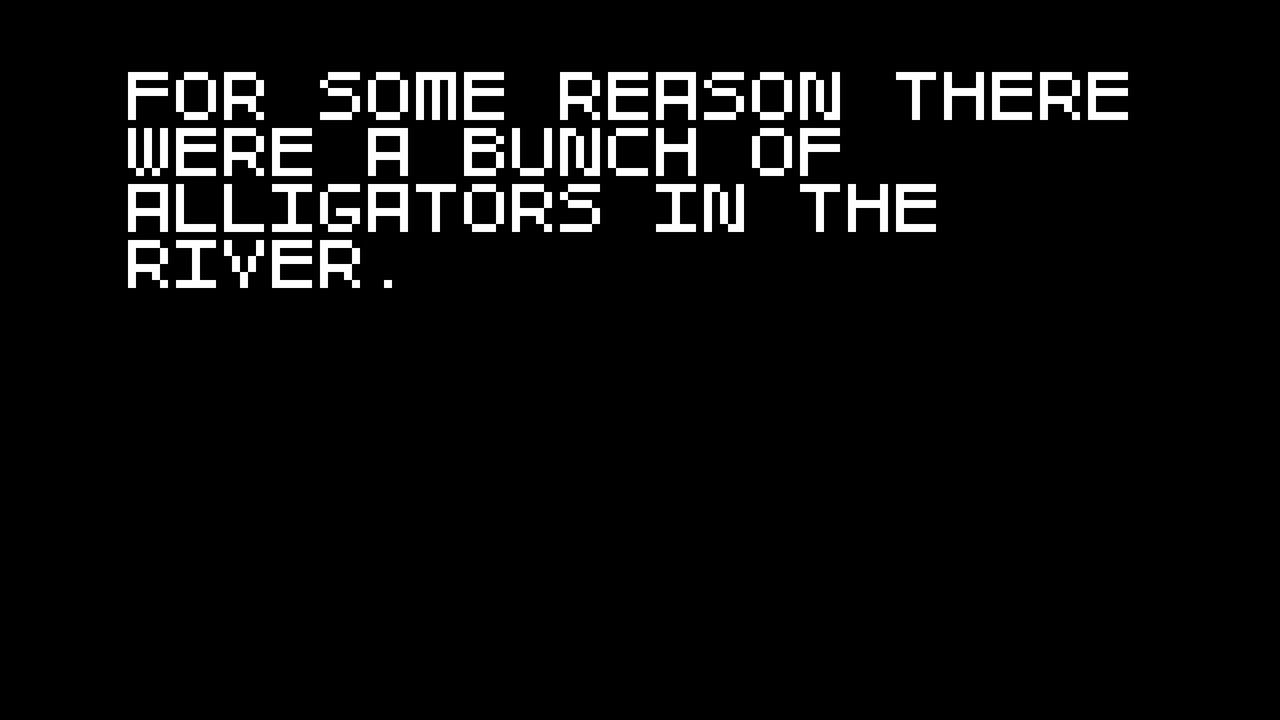 FOR SOME REASON THERE
WERE A BUNCH OF
ALLIGATORS IN THE
RIVER.